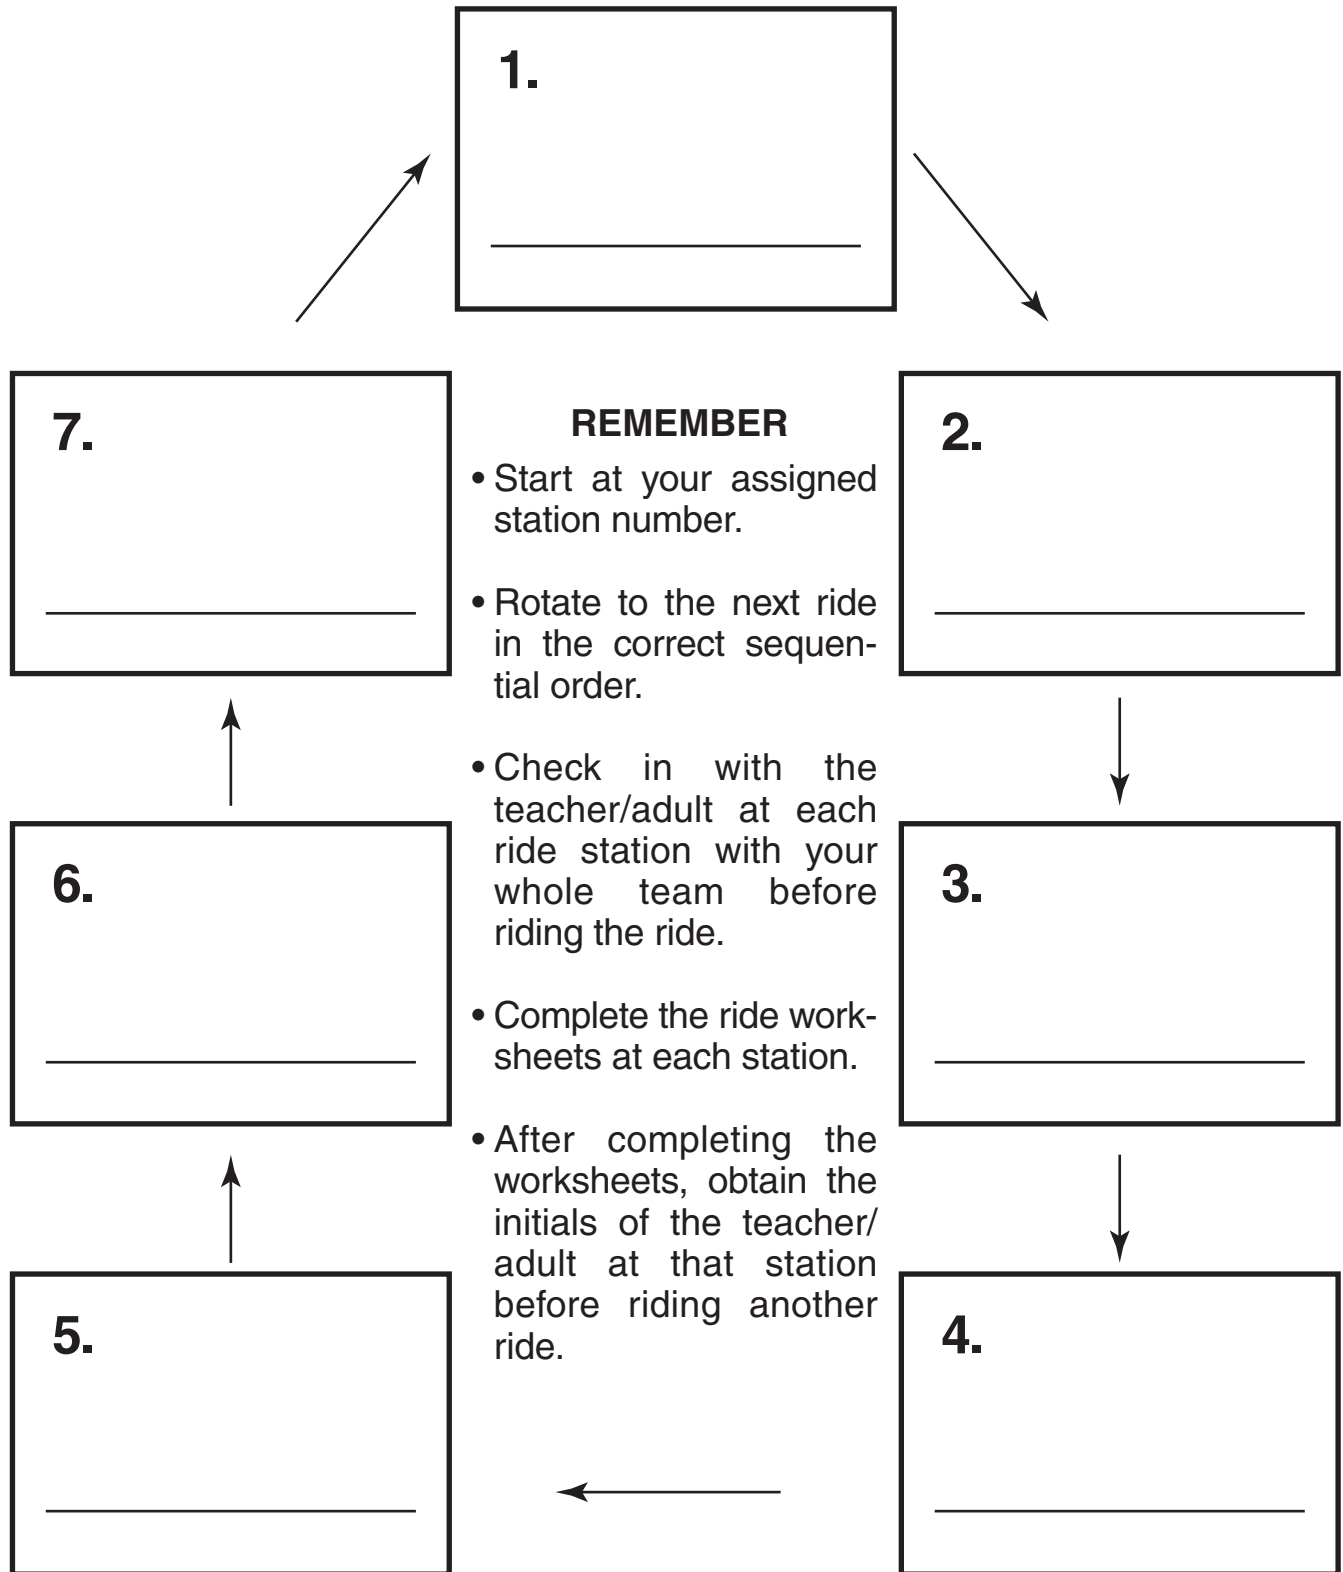 1.
7.
REMEMBER
• Start at your assigned
station number.
• Rotate to the next ride
in the correct sequen-
tial order.
• Check in with the
teacher/adult at each
ride station with your
whole team before
riding the ride.
• Complete the ride work-
sheets at each station.
• After completing the
worksheets, obtain the
initials of the teacher/
adult at that station
before riding another
ride.
2.
6.
3.
5.
4.